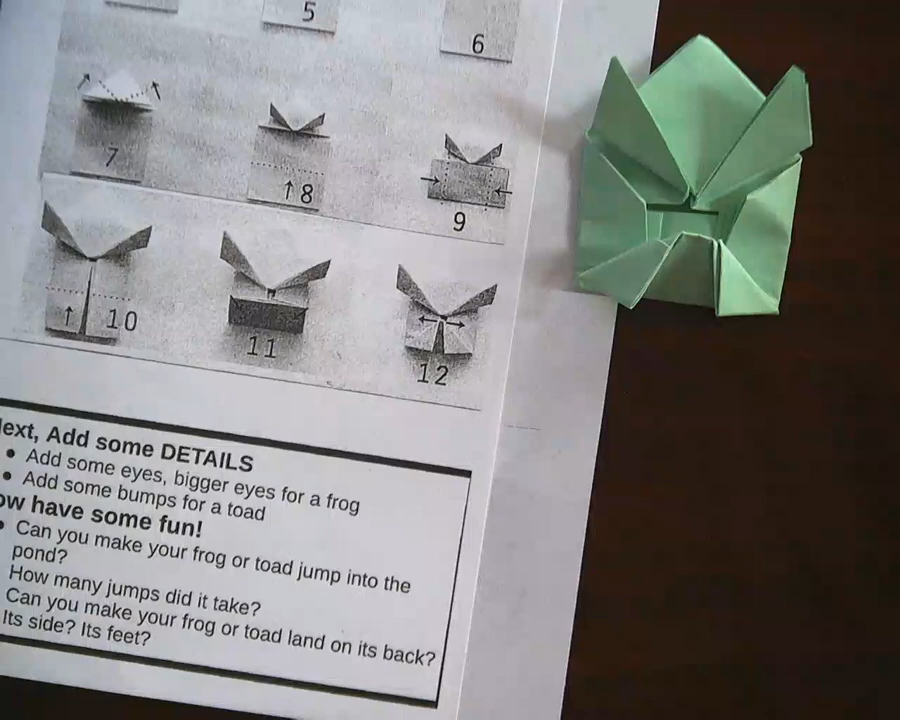 5
6
7
8
9
10
11
12
ext, Add some DETAILS
• Add some eyes, bigger eyes for a frog
• Add some bumps for a toad
ow have some fun!
• Can you make your frog or toad jump into the
pond?
How many jumps did it take?
Can you make your frog or toad land on its back?
Its side? Its feet?